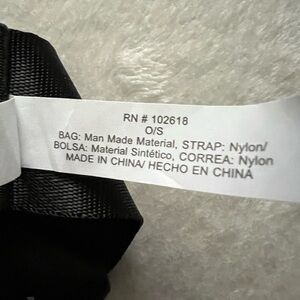 RN # 102618
O/S
BAG: Man Made Material, STRAP: Nylon/
BOLSA: Material Sintético, CORREA: Nylon
MADE IN CHINA/ HECHO EN CHINA